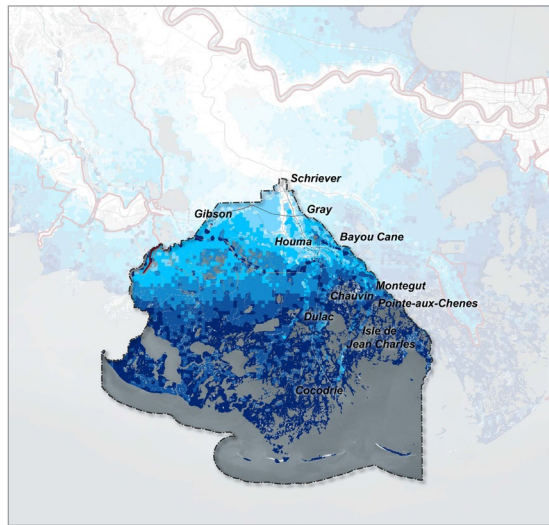 Schriever
Gibson
Gray
Houma
Bayou Cane
Montegut
Chauvin
Pointe-aux-Chenes
Dulac
Isle de
Jean Charles
Cocodrie